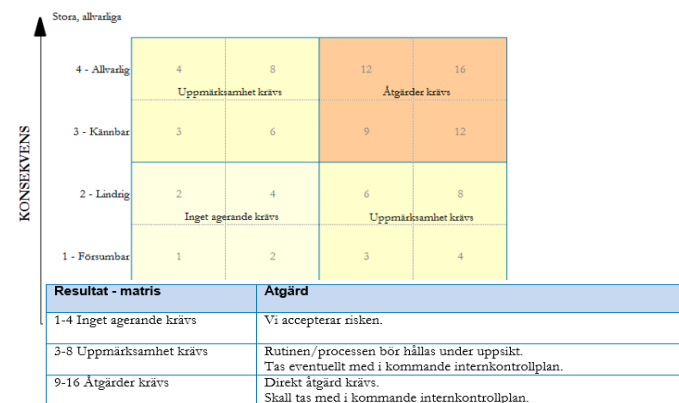 Stora, allvarliga
KONSEKVENS
4 - Allvarlig 4 8 12 16
Uppmärksamhet krävs Åtgärder krävs
3 - Kännbar 3 6 9 12
2 - Lindrig 2 4 6 8
Inget agerande krävs Uppmärksamhet krävs
1 - Försumbar 1 2 3 4
Resultat - matris Åtgärd
1-4 Inget agerande krävs Vi accepterar risken.
3-8 Uppmärksamhet krävs Rutinen/processen bör hållas under uppsikt.
Tas eventuellt med i kommande internkontrollplan.
9-16 Åtgärder krävs Direkt åtgärd krävs.
Skall tas med i kommande internkontrollplan.